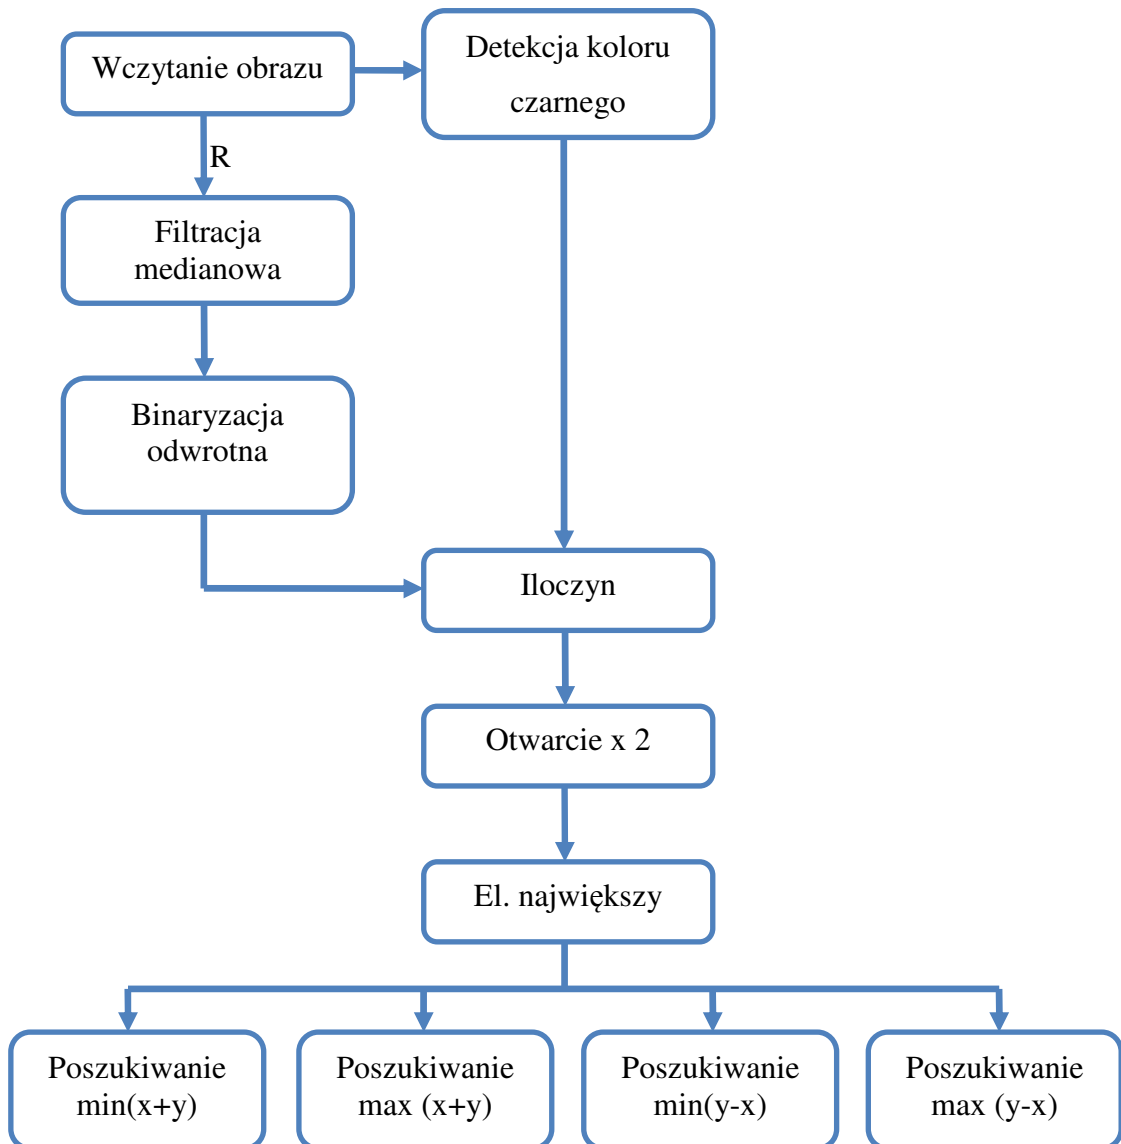 Wczytanie obrazu
Detekcja koloru
czarnego
R
Filtracja
medianowa
Binaryzacja
odwrotna
Iloczyn
Otwarcie x 2
El. największy
Poszukiwanie
min(x+y)
Poszukiwanie
max (x+y)
Poszukiwanie
min(y-x)
Poszukiwanie
max (y-x)